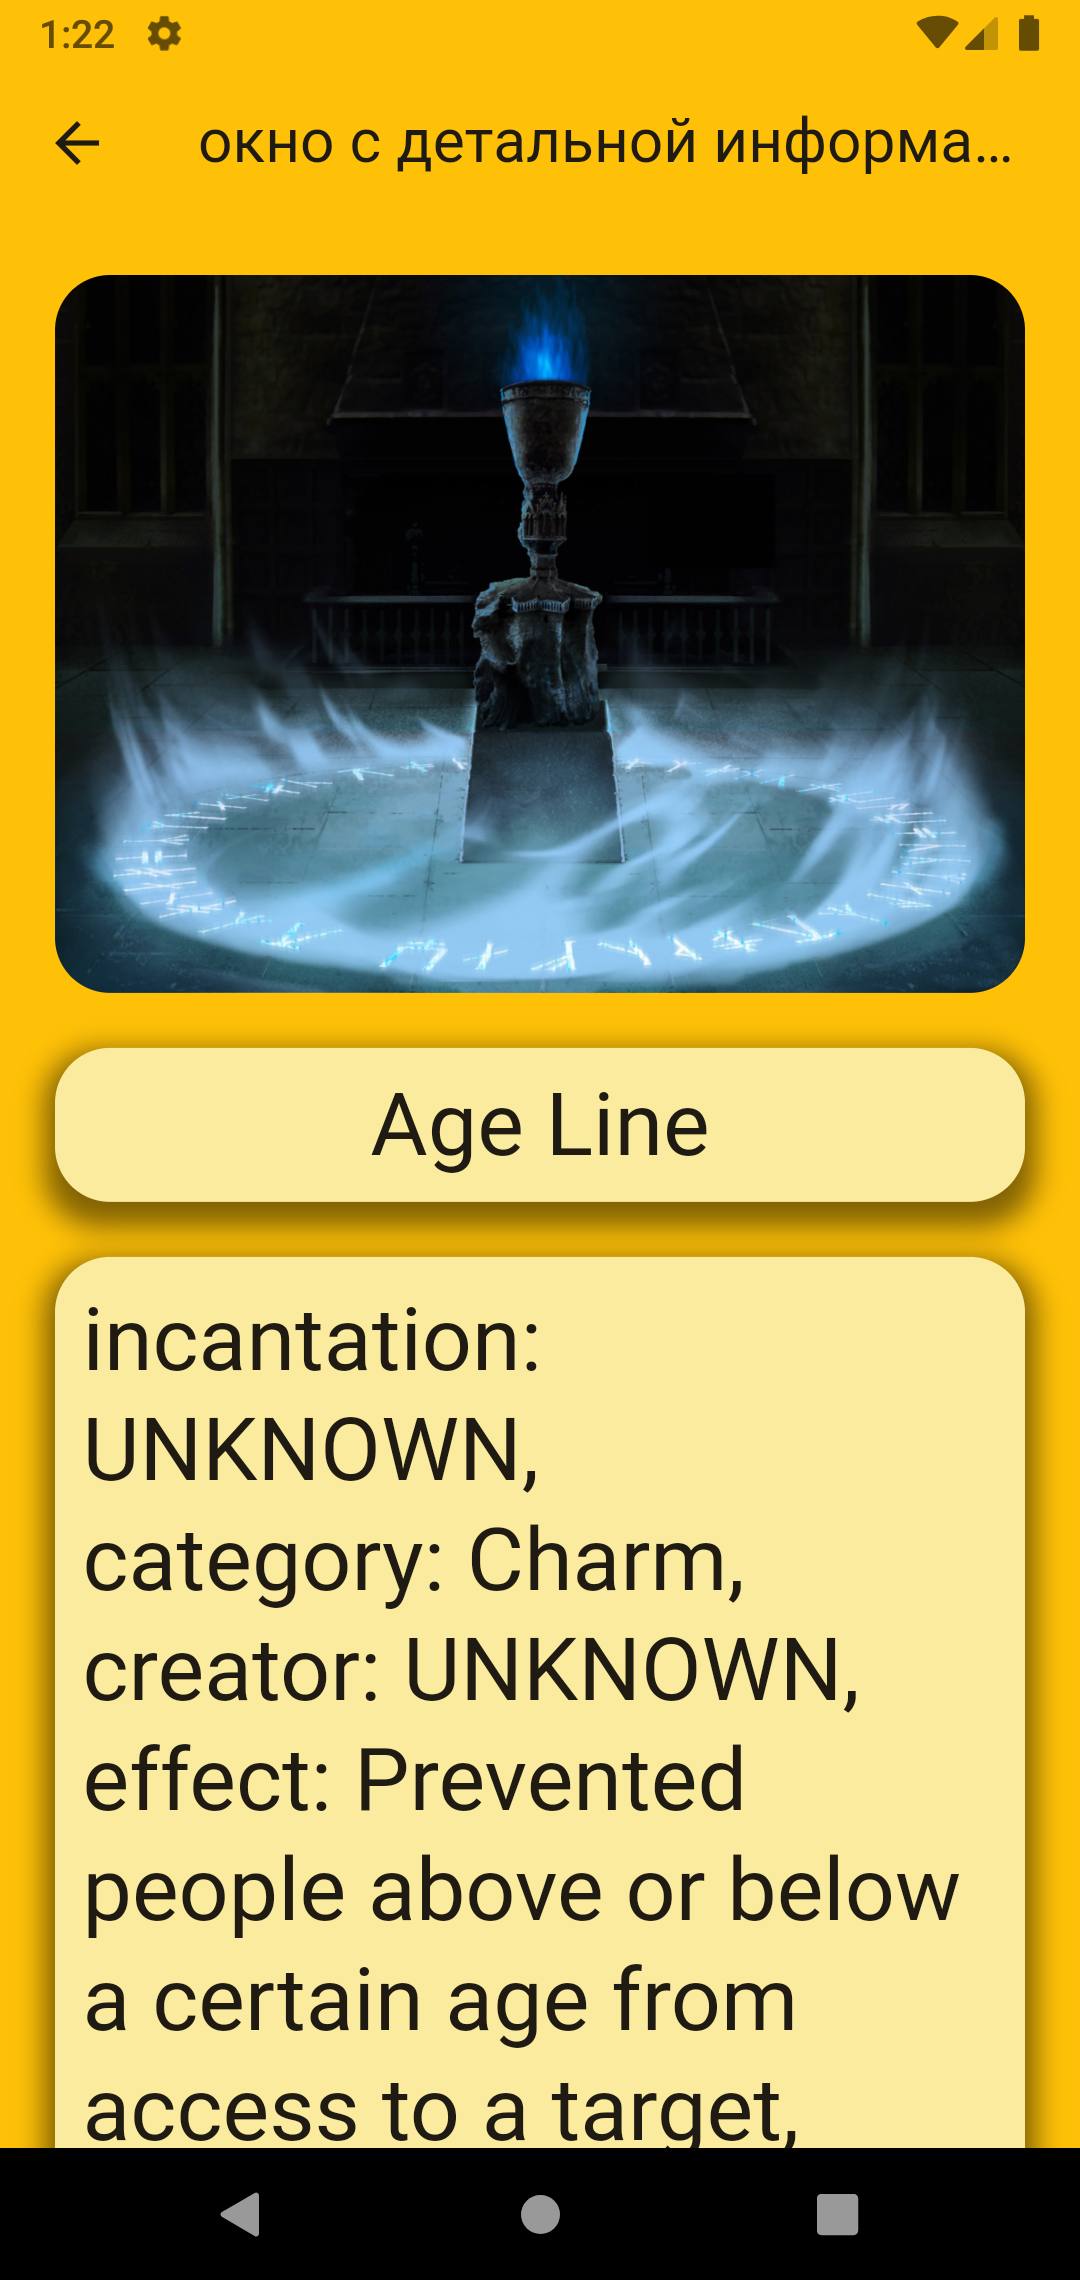 1:22
окно с детальной информа...
Age Line
incantation:
UNKNOWN,
category: Charm,
creator: UNKNOWN,
effect: Prevented
people above or below
a certain age from
access to a target,